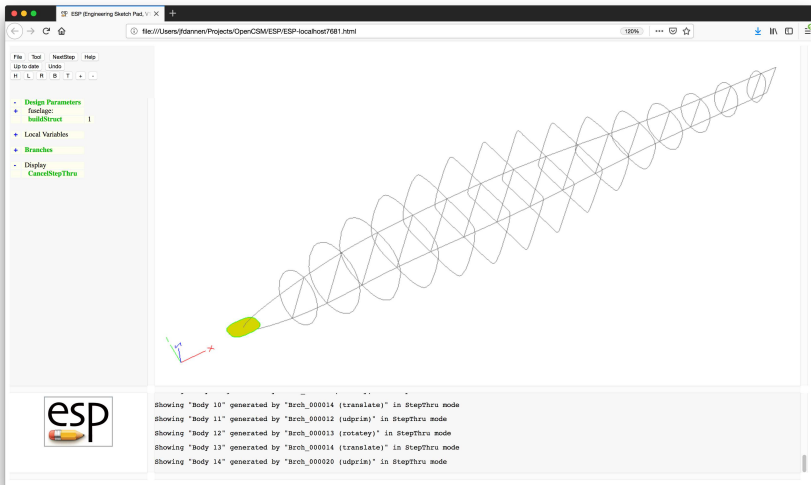 ESP (Engineering Sketch Pad, V
file:///Users/jfdannen/Projects/OpenCSM/ESP/ESP-localhost7681.html
120%
File Tool NextStep Help
Up to date Undo
H L R B T + -
- Design Parameters
+ fuselage:
buildStruct 1
+ Local Variables
+ Branches
- Display
CancelStepThru
X
esp
Showing "Body 10" generated by "Brch_000014 (translate)" in StepThru mode
Showing "Body 11" generated by "Brch_000012 (udprim)" in StepThru mode
Showing "Body 12" generated by "Brch_000013 (rotatey)" in StepThru mode
Showing "Body 13" generated by "Brch_000014 (translate)" in StepThru mode
Showing "Body 14" generated by "Brch_000020 (udprim)" in StepThru mode